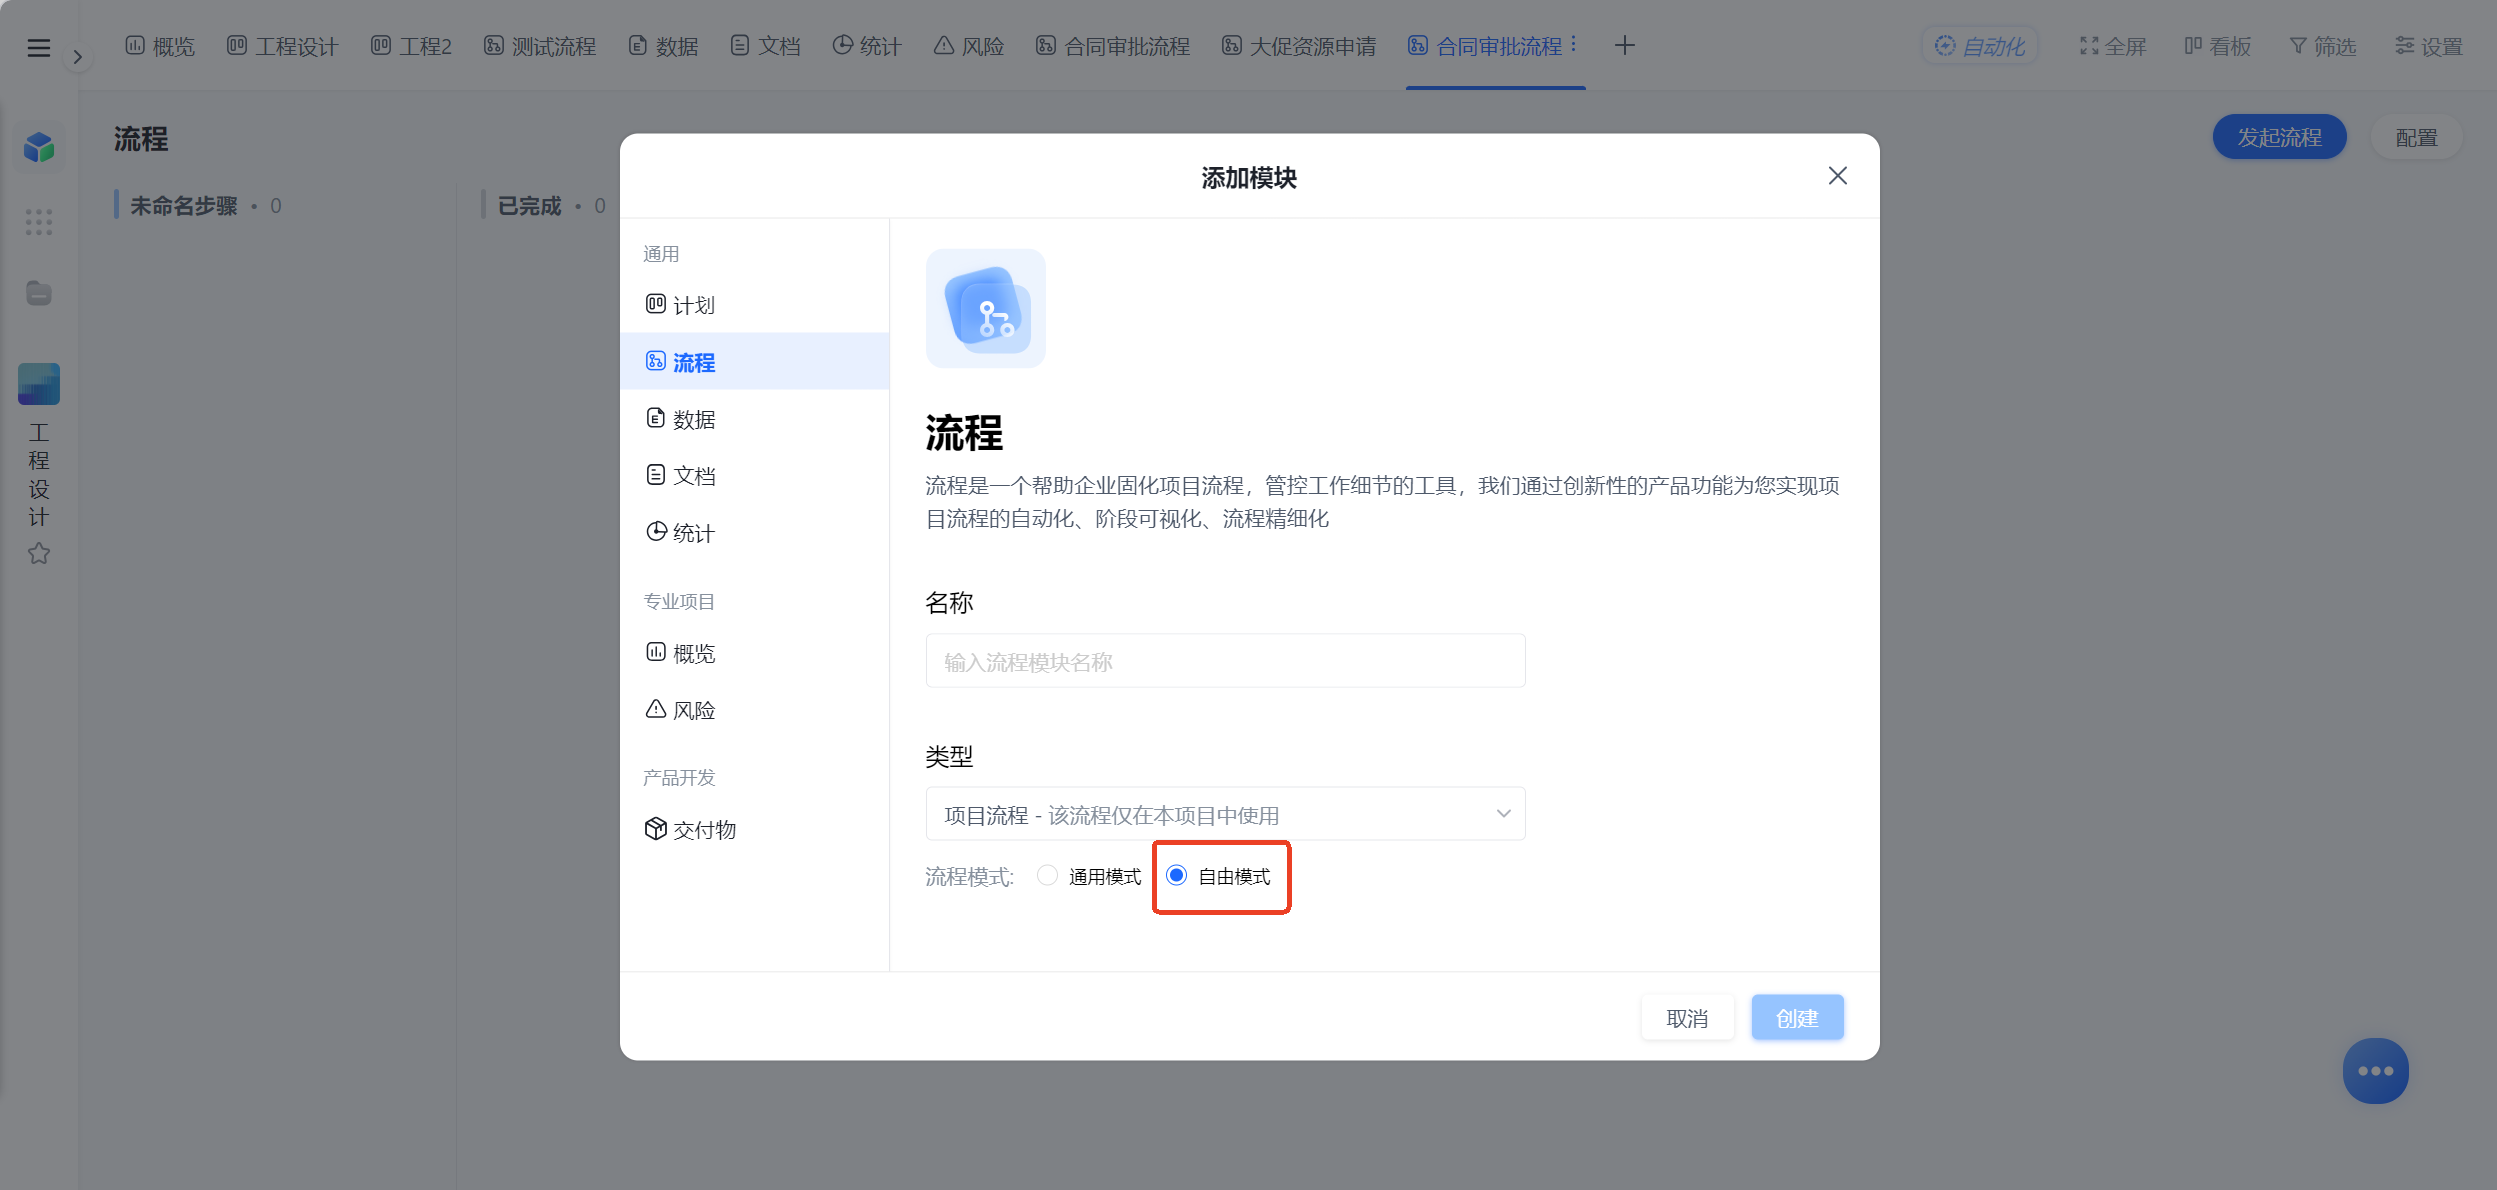 概览 工程设计 工程2 测试流程 数据 文档 统计 风险 合同审批流程 大促资源申请 合同审批流程 自动化 全屏 看板 筛选 设置
流程
发起流程 配置
未命名步骤 • 0
已完成 • 0
工程设计
添加模块
通用
计划
流程
数据
文档
统计
专业项目
概览
风险
产品开发
交付物
流程
流程是一个帮助企业固化项目流程，管控工作细节的工具，我们通过创新性的产品功能为您实现项
目流程的自动化、阶段可视化、流程精细化
名称
输入流程模块名称
类型
项目流程 - 该流程仅在本项目中使用
流程模式: 通用模式 自由模式
取消 创建